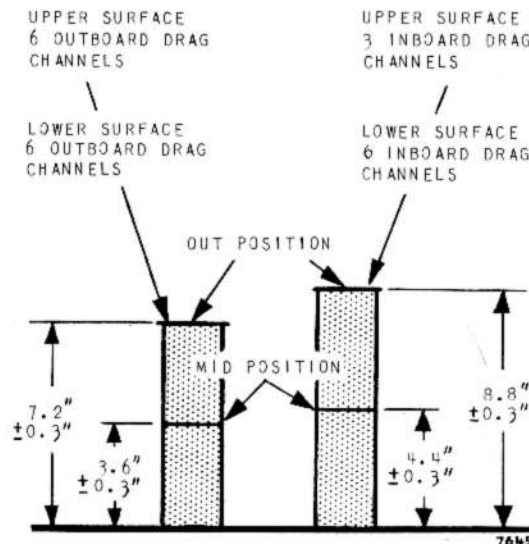 UPPER SURFACE
6 OUTBOARD DRAG
CHANNELS
UPPER SURFACE
3 INBOARD DRAG
CHANNELS
LOWER SURFACE
6 OUTBOARD DRAG
CHANNELS
LOWER SURFACE
6 INBOARD DRAG
CHANNELS
OUT POSITION
MID POSITION
7.2"
±0.3"
3.6"
±0.3"
4.4"
±0.3"
8.8"
±0.3"